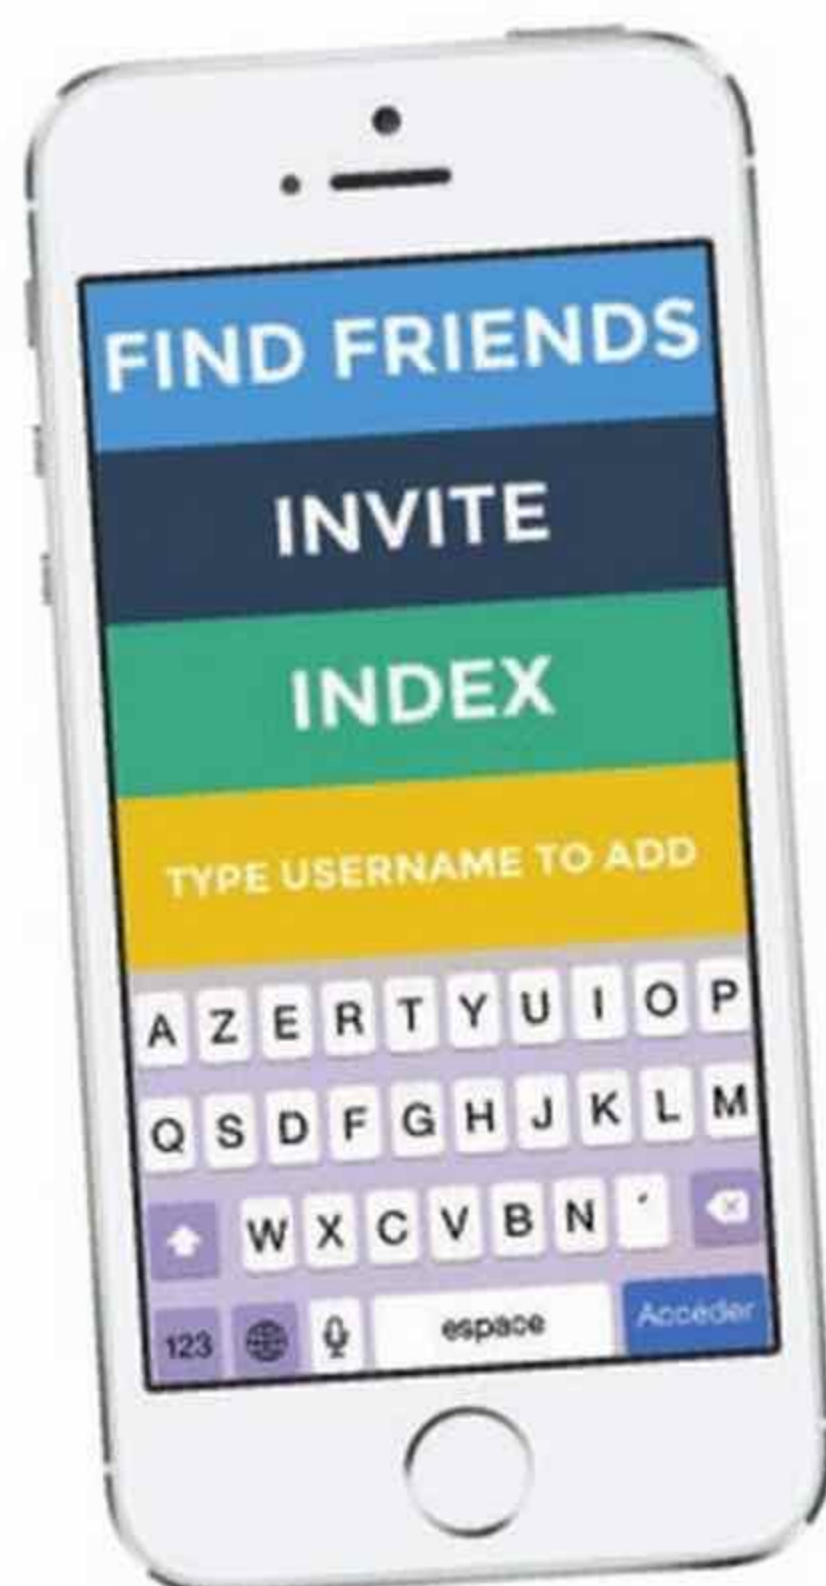 FIND FRIENDS
INVITE
INDEX
TYPE USERNAME TO ADD
A Z E R T Y U I O P
Q S D F G H J K L M
W X C V B N ´
123 espace Accéder